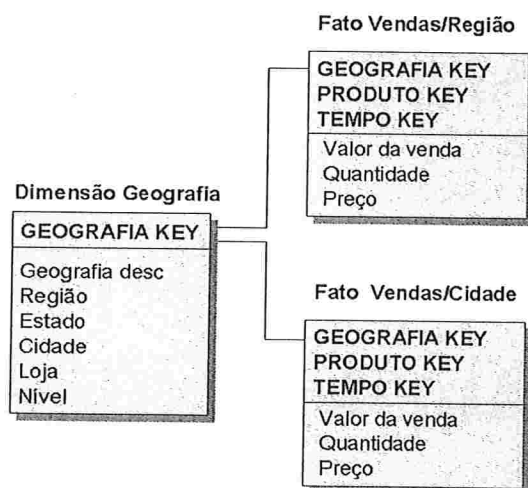 Fato Vendas/Região
GEOGRAFIA KEY
PRODUTO KEY
TEMPO KEY
Valor da venda
Quantidade
Preço
Dimensão Geografia
GEOGRAFIA KEY
Geografia desc
Região
Estado
Cidade
Loja
Nível
Fato Vendas/Cidade
GEOGRAFIA KEY
PRODUTO KEY
TEMPO KEY
Valor da venda
Quantidade
Preço